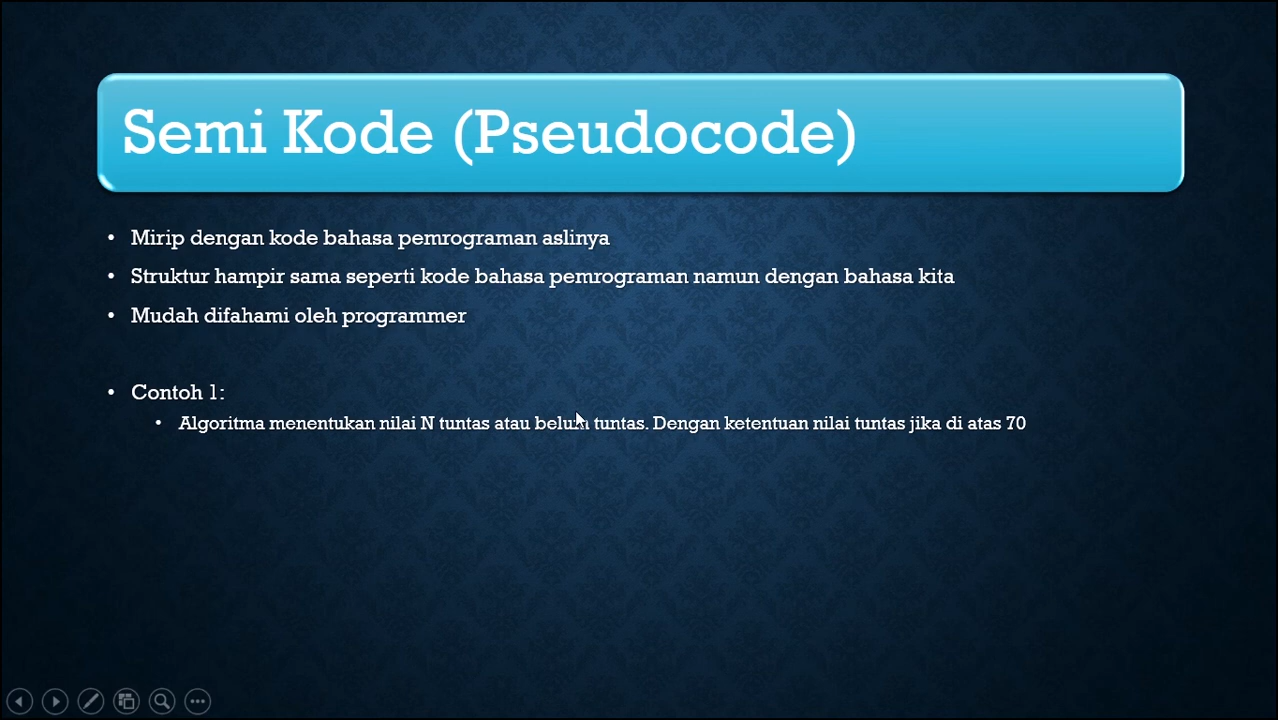 Semi Kode (Pseudocode)
• Mirip dengan kode bahasa pemrograman aslinya
• Struktur hampir sama seperti kode bahasa pemrograman namun dengan bahasa kita
• Mudah difahami oleh programmer
• Contoh 1:
• Algoritma menentukan nilai N tuntas atau belum tuntas. Dengan ketentuan nilai tuntas jika di atas 70